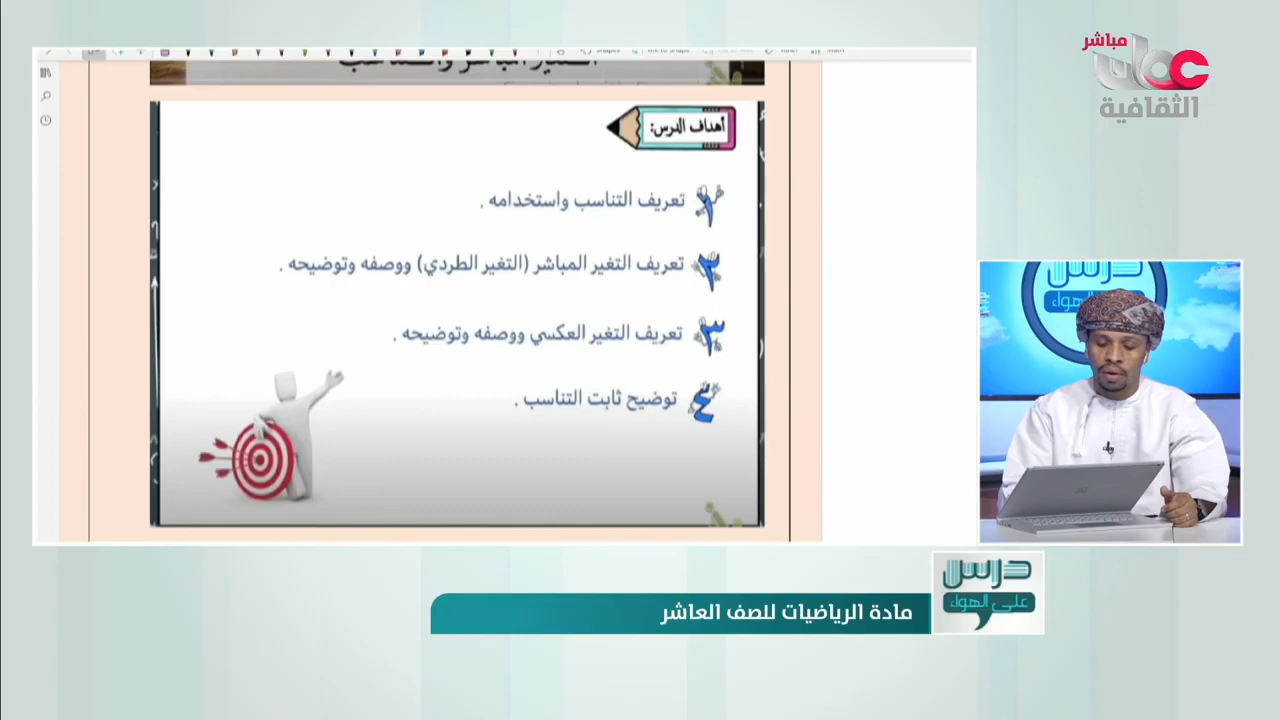 مباشر
عمان
الثقافية
أهداف الدرس:
١ تعريف التناسب واستخدامه .
٢ تعريف التغير المباشر (التغير الطردي) ووصفه وتوضيحه .
٣ تعريف التغير العكسي ووصفه وتوضيحه .
٤ توضيح ثابت التناسب .
درس
الهواء
درس
على الهواء
مادة الرياضيات للصف العاشر